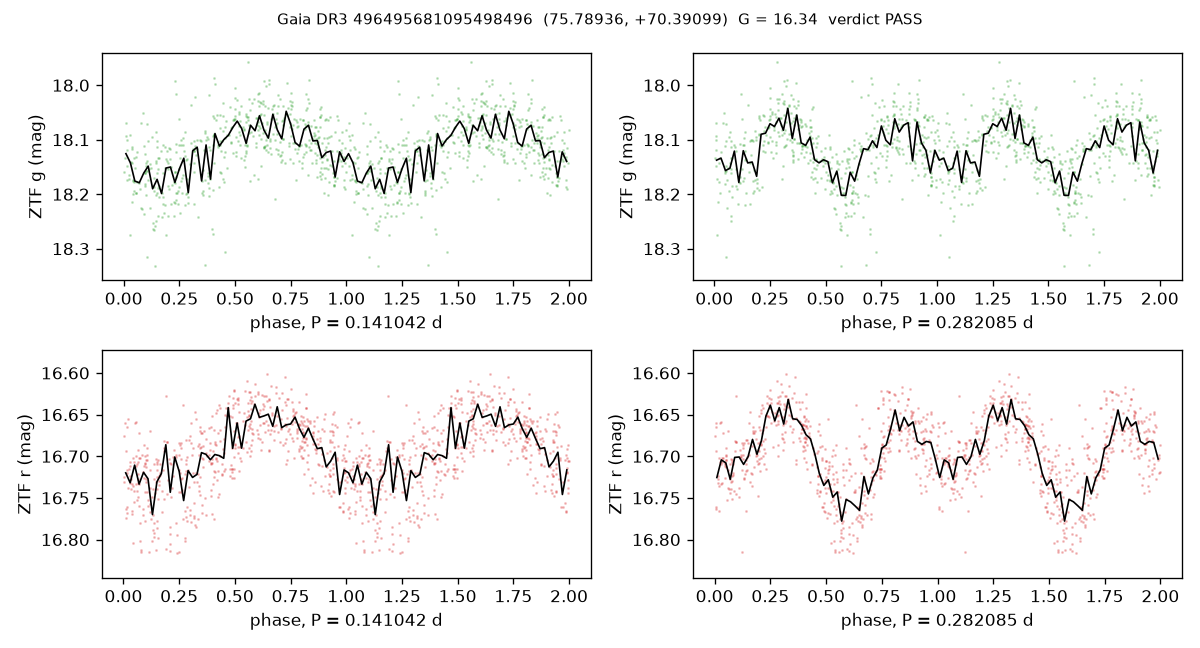 Gaia DR3 496495681095498496 (75.78936, +70.39099) G = 16.34 verdict PASS
ZTF g (mag)
18.0
18.1
18.2
18.3
0.00 0.25 0.50 0.75 1.00 1.25 1.50 1.75 2.00
phase, P = 0.141042 d
ZTF g (mag)
18.0
18.1
18.2
18.3
0.00 0.25 0.50 0.75 1.00 1.25 1.50 1.75 2.00
phase, P = 0.282085 d
ZTF r (mag)
16.60
16.65
16.70
16.75
16.80
0.00 0.25 0.50 0.75 1.00 1.25 1.50 1.75 2.00
phase, P = 0.141042 d
ZTF r (mag)
16.60
16.65
16.70
16.75
16.80
0.00 0.25 0.50 0.75 1.00 1.25 1.50 1.75 2.00
phase, P = 0.282085 d